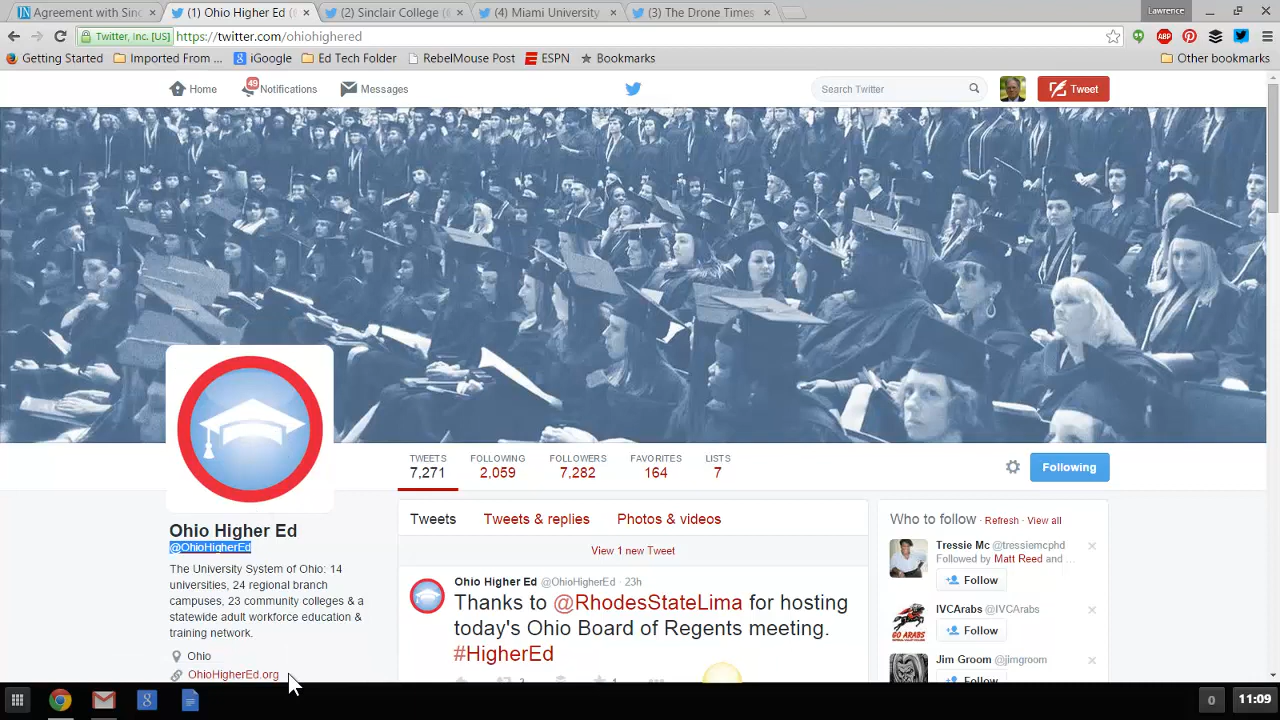 Agreement with Sinc
(1) Ohio Higher Ed (@
(2) Sinclair College (@
(4) Miami University
(3) The Drone Times
Lawrence
Twitter, Inc. [US]
https://twitter.com/ohiohighered
Getting Started
Imported From ...
iGoogle
Ed Tech Folder
RebelMouse Post
ESPN
Bookmarks
Other bookmarks
Home
49
Notifications
Messages
Search Twitter
Tweet
TWEETS
7,271
FOLLOWING
2,059
FOLLOWERS
7,282
FAVORITES
164
LISTS
7
Following
Ohio Higher Ed
@OhioHigherEd
The University System of Ohio: 14
universities, 24 regional branch
campuses, 23 community colleges & a
statewide adult workforce education &
training network.
Ohio
OhioHigherEd.org
Tweets
Tweets & replies
Photos & videos
View 1 new Tweet
Ohio Higher Ed @OhioHigherEd · 23h
Thanks to @RhodesStateLima for hosting
today's Ohio Board of Regents meeting.
#HigherEd
Who to follow · Refresh · View all
Tressie Mc @tressiemcphd
Followed by Matt Reed and ...
Follow
IVCArabs @IVCArabs
GO ARABS
Follow
Jim Groom @jimgroom
Follow
0
11:09